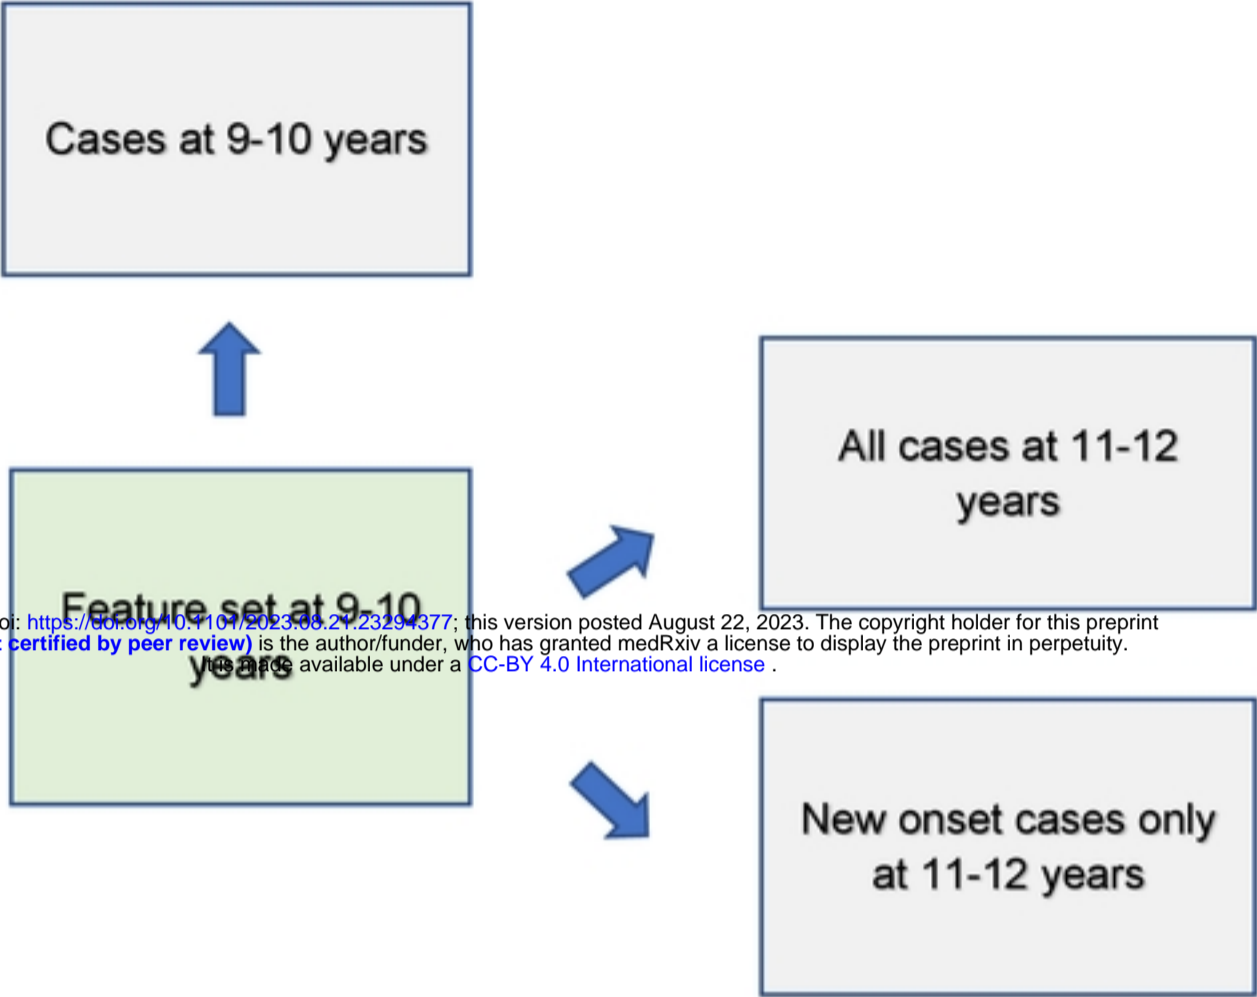 Cases at 9-10 years
All cases at 11-12
years
Feature set at 9-10
years
oi: https://doi.org/10.1101/2023.08.21.23294377; this version posted August 22, 2023. The copyright holder for this preprint
certified by peer review) is the author/funder, who has granted medRxiv a license to display the preprint in perpetuity.
It is made available under a CC-BY 4.0 International license .
New onset cases only
at 11-12 years